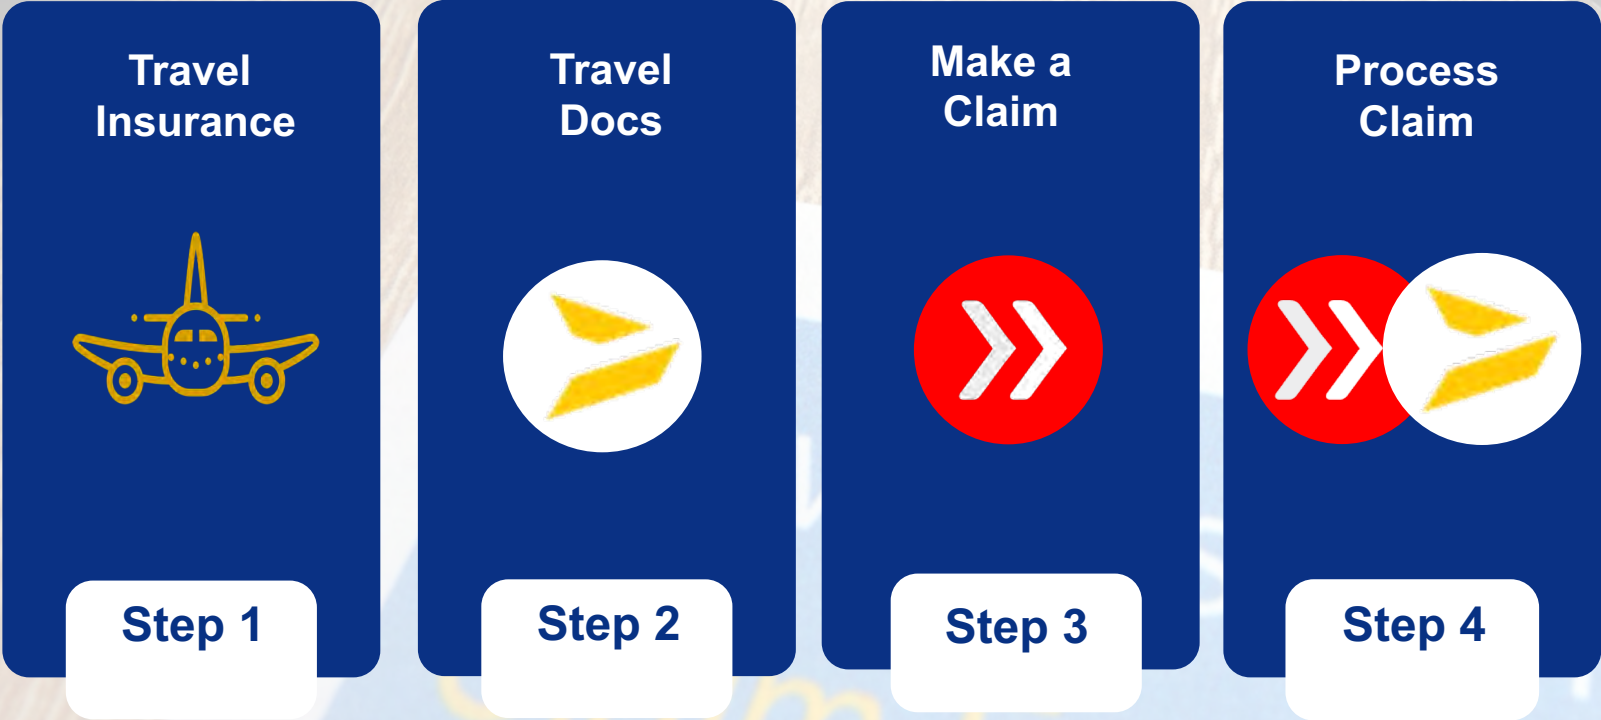 Travel
Insurance
Step 1
Travel
Docs
Step 2
Make a
Claim
Step 3
Process
Claim
Step 4